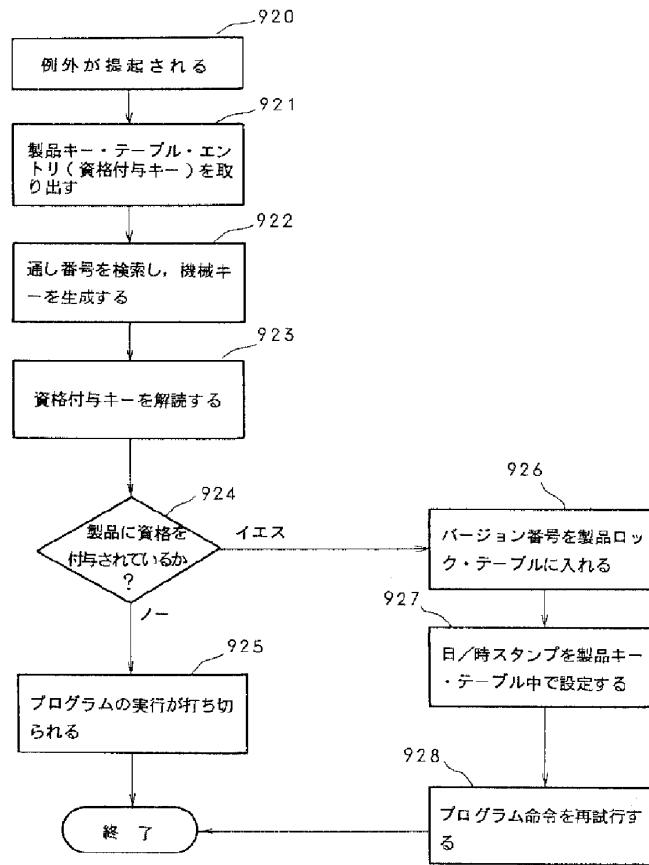 920
例外が提起される
921
製品キー・テーブル・エント
リ(資格付与キー)を取り出
す
922
通し番号を検索し,機械キ
ーを生成する
923
資格付与キーを解読する
924
製品に資格を
付与されているか
?
イエス
ノー
925
プログラムの実行が打ち切
られる
926
バージョン番号を製品ロッ
ク・テーブルに入れる
927
日/時スタンプを製品キー
・テーブル中で設定する
928
プログラム命令を再試行す
る
終了